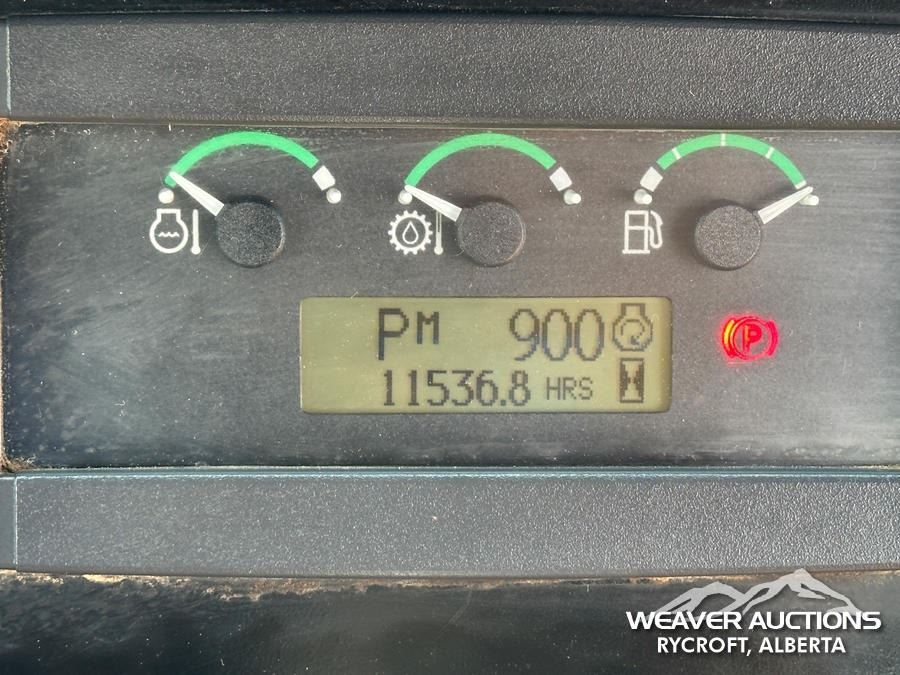 PM 900
11536.8 HRS
P
WEAVER AUCTIONS
RYCROFT, ALBERTA